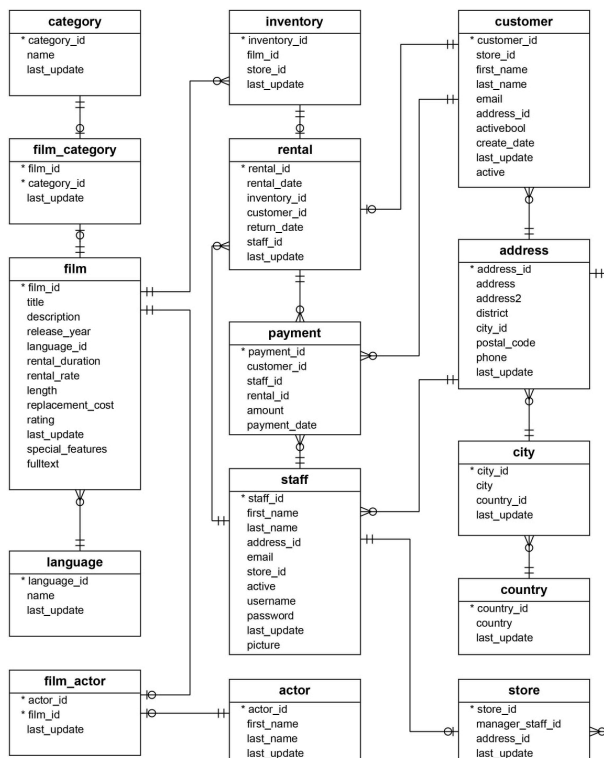 category
* category_id
name
last_update
film_category
* film_id
* category_id
last_update
film
* film_id
title
description
release_year
language_id
rental_duration
rental_rate
length
replacement_cost
rating
last_update
special_features
fulltext
language
* language_id
name
last_update
film_actor
* actor_id
* film_id
last_update
inventory
* inventory_id
film_id
store_id
last_update
rental
* rental_id
rental_date
inventory_id
customer_id
return_date
staff_id
last_update
payment
* payment_id
customer_id
staff_id
rental_id
amount
payment_date
staff
* staff_id
first_name
last_name
address_id
email
store_id
active
username
password
last_update
picture
actor
* actor_id
first_name
last_name
last_update
customer
* customer_id
store_id
first_name
last_name
email
address_id
activebool
create_date
last_update
active
address
* address_id
address
address2
district
city_id
postal_code
phone
last_update
city
* city_id
city
country_id
last_update
country
* country_id
country
last_update
store
* store_id
manager_staff_id
address_id
last_update